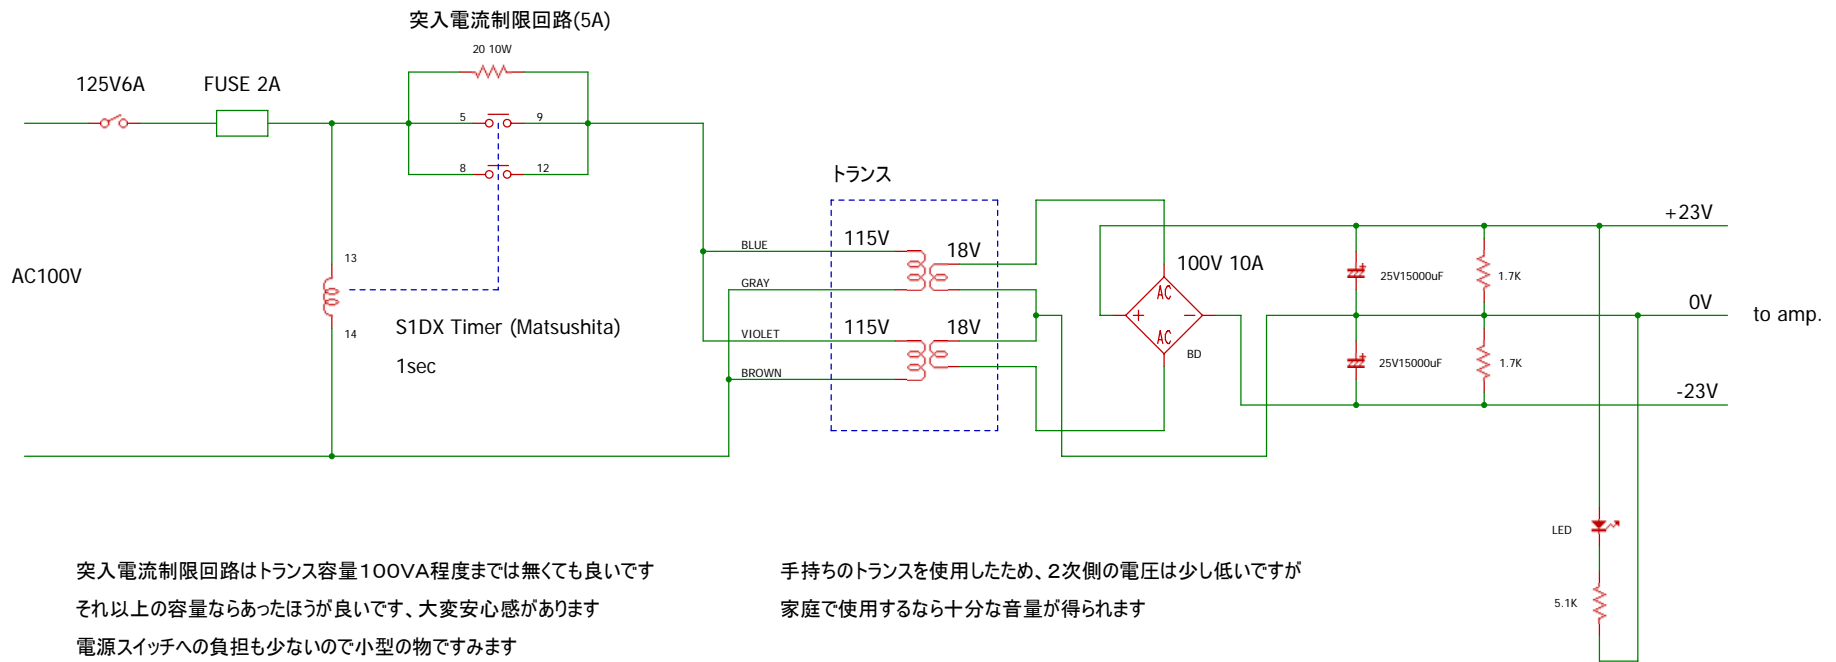 突入電流制限回路(5A)
20 10W
125V6A
FUSE 2A
5
9
8
12
AC100V
13
14
S1DX Timer (Matsushita)
1sec
トランス
BLUE
115V
18V
GRAY
VIOLET
115V
18V
BROWN
100V 10A
AC
+
−
AC
BD
+
25V15000uF
1.7K
+
25V15000uF
1.7K
+23V
0V
to amp.
-23V
LED
5.1K
突入電流制限回路はトランス容量100VA程度までは無くても良いです
それ以上の容量ならあったほうが良いです、大変安心感があります
電源スイッチへの負担も少ないので小型の物ですみます
手持ちのトランスを使用したため、2次側の電圧は少し低いですが
家庭で使用するなら十分な音量が得られます